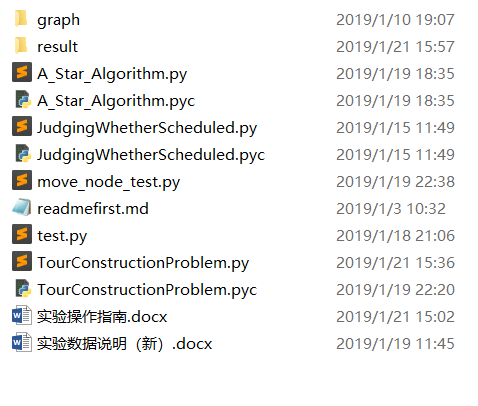 graph 2019/1/10 19:07
result 2019/1/21 15:57
A_Star_Algorithm.py 2019/1/19 18:35
A_Star_Algorithm.pyc 2019/1/19 18:35
JudgingWhetherScheduled.py 2019/1/15 11:49
JudgingWhetherScheduled.pyc 2019/1/15 11:49
move_node_test.py 2019/1/19 22:38
readmefirst.md 2019/1/3 10:32
test.py 2019/1/18 21:06
TourConstructionProblem.py 2019/1/21 15:36
TourConstructionProblem.pyc 2019/1/19 22:20
实验操作指南.docx 2019/1/21 15:02
实验数据说明（新）.docx 2019/1/19 11:45